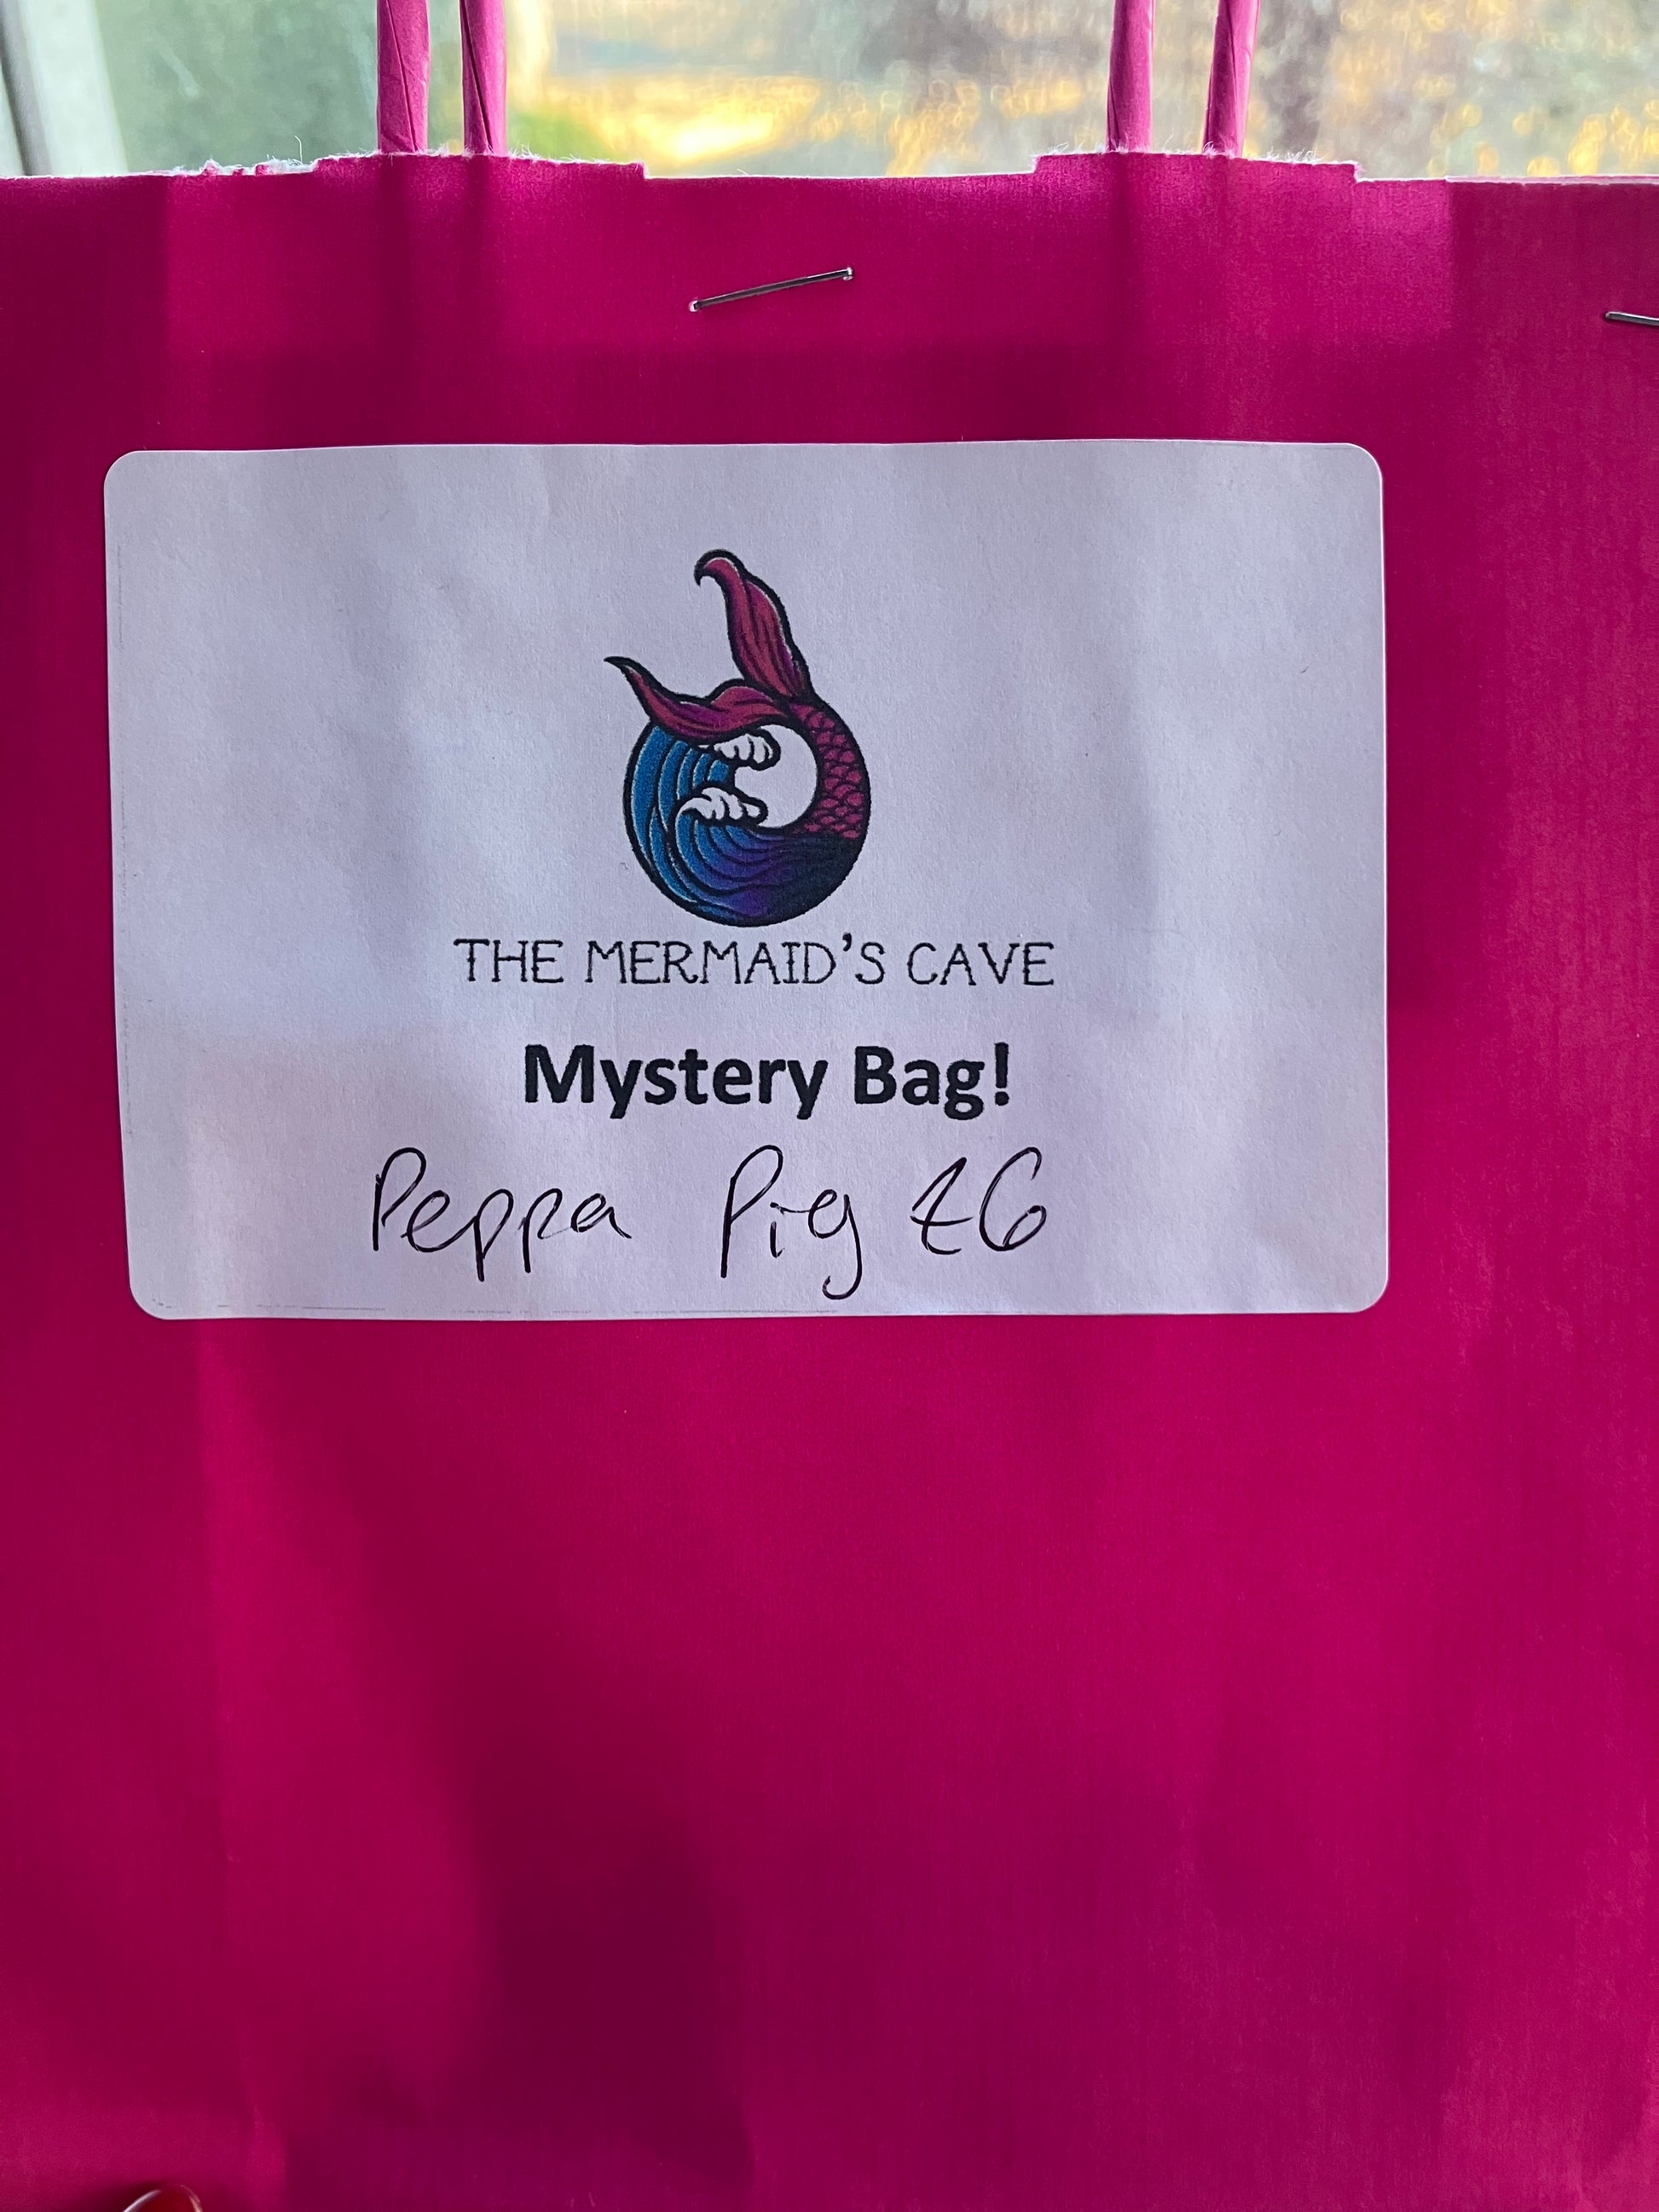 THE MERMAID'S CAVE
Mystery Bag!
Peppa Pig £6